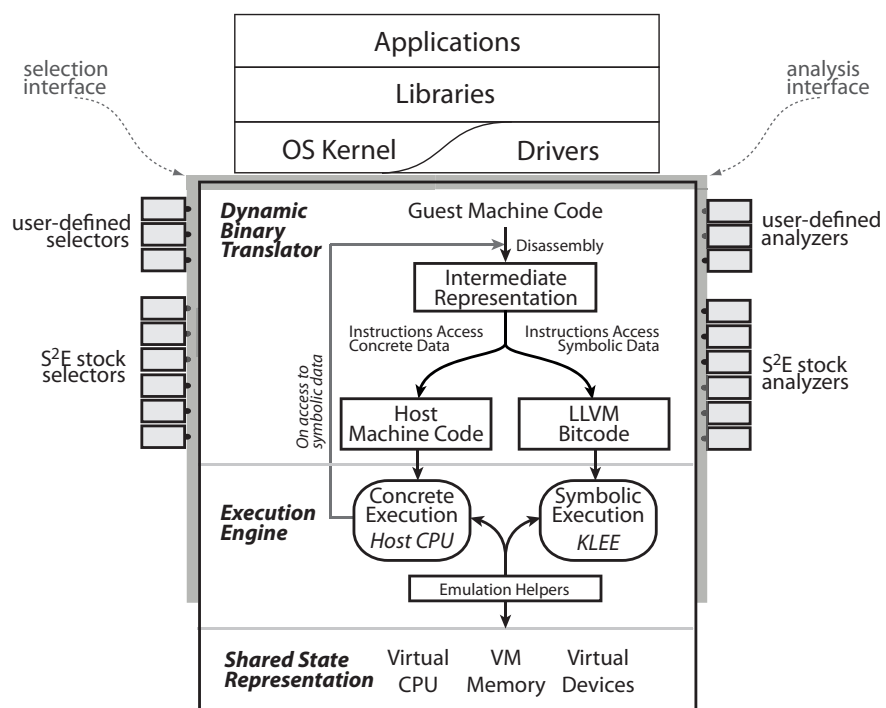 Applications
Libraries
OS Kernel
Drivers
selection
interface
analysis
interface
user-defined
selectors
S²E stock
selectors
user-defined
analyzers
S²E stock
analyzers
Dynamic
Binary
Translator
Guest Machine Code
Disassembly
Intermediate
Representation
Instructions Access
Concrete Data
Instructions Access
Symbolic Data
On access to
symbolic data
Host
Machine Code
LLVM
Bitcode
Execution
Engine
Concrete
Execution
Host CPU
Symbolic
Execution
KLEE
Emulation Helpers
Shared State
Representation
Virtual
CPU
VM
Memory
Virtual
Devices